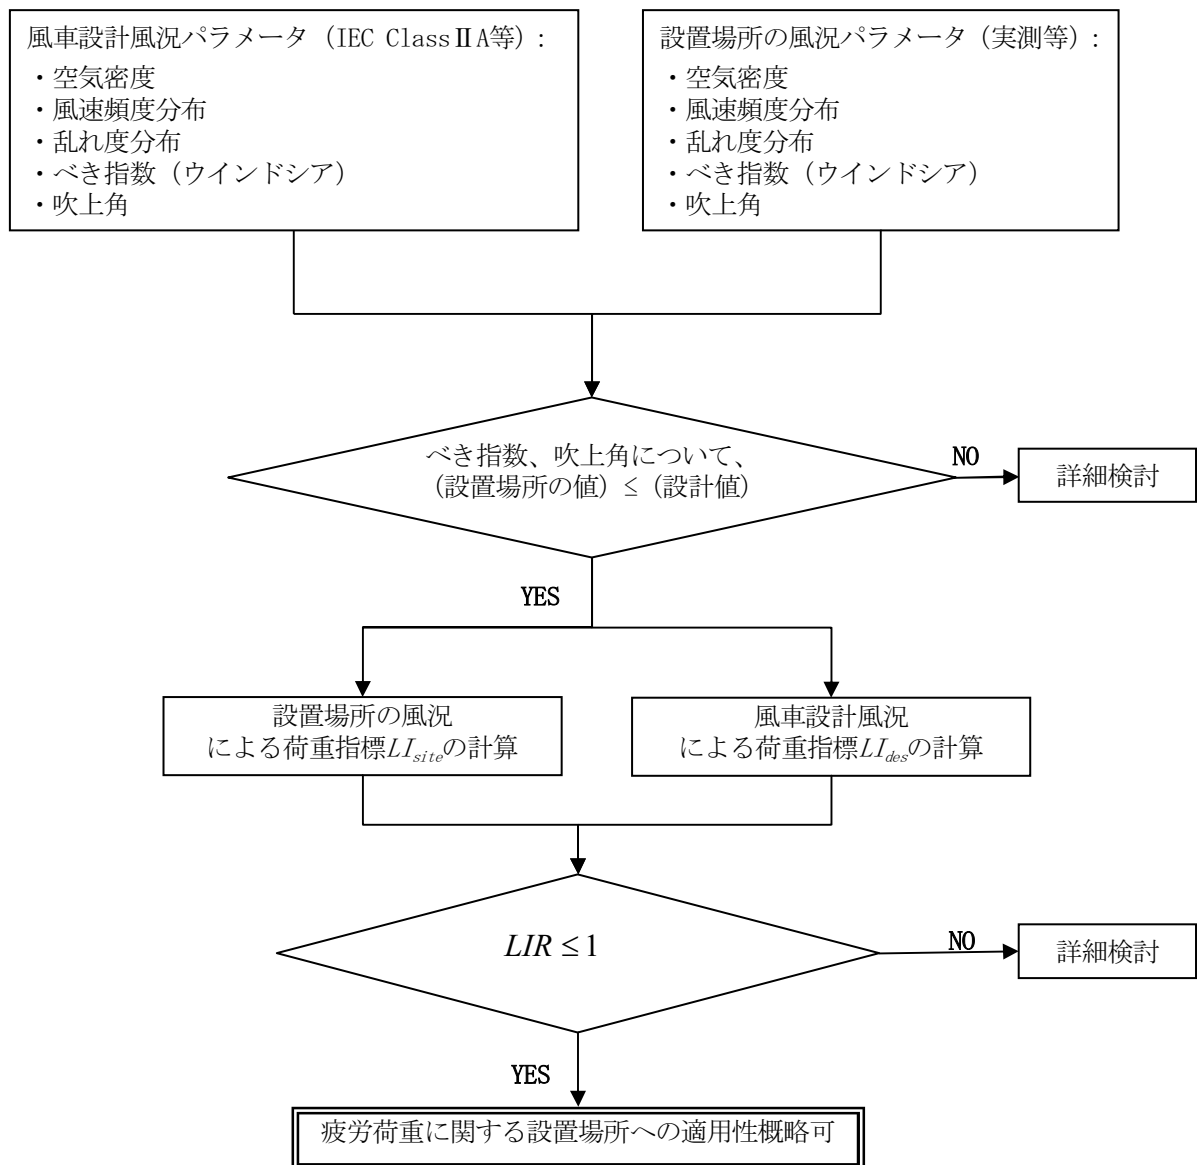 風車設計風況パラメータ（IEC ClassⅡA等）:
・空気密度
・風速頻度分布
・乱れ度分布
・べき指数（ウインドシア）
・吹上角
設置場所の風況パラメータ（実測等）:
・空気密度
・風速頻度分布
・乱れ度分布
・べき指数（ウインドシア）
・吹上角
べき指数、吹上角について、
（設置場所の値）≤（設計値）
NO
詳細検討
YES
設置場所の風況
による荷重指標LI_siteの計算
風車設計風況
による荷重指標LI_desの計算
LIR ≤ 1
NO
詳細検討
YES
疲労荷重に関する設置場所への適用性概略可